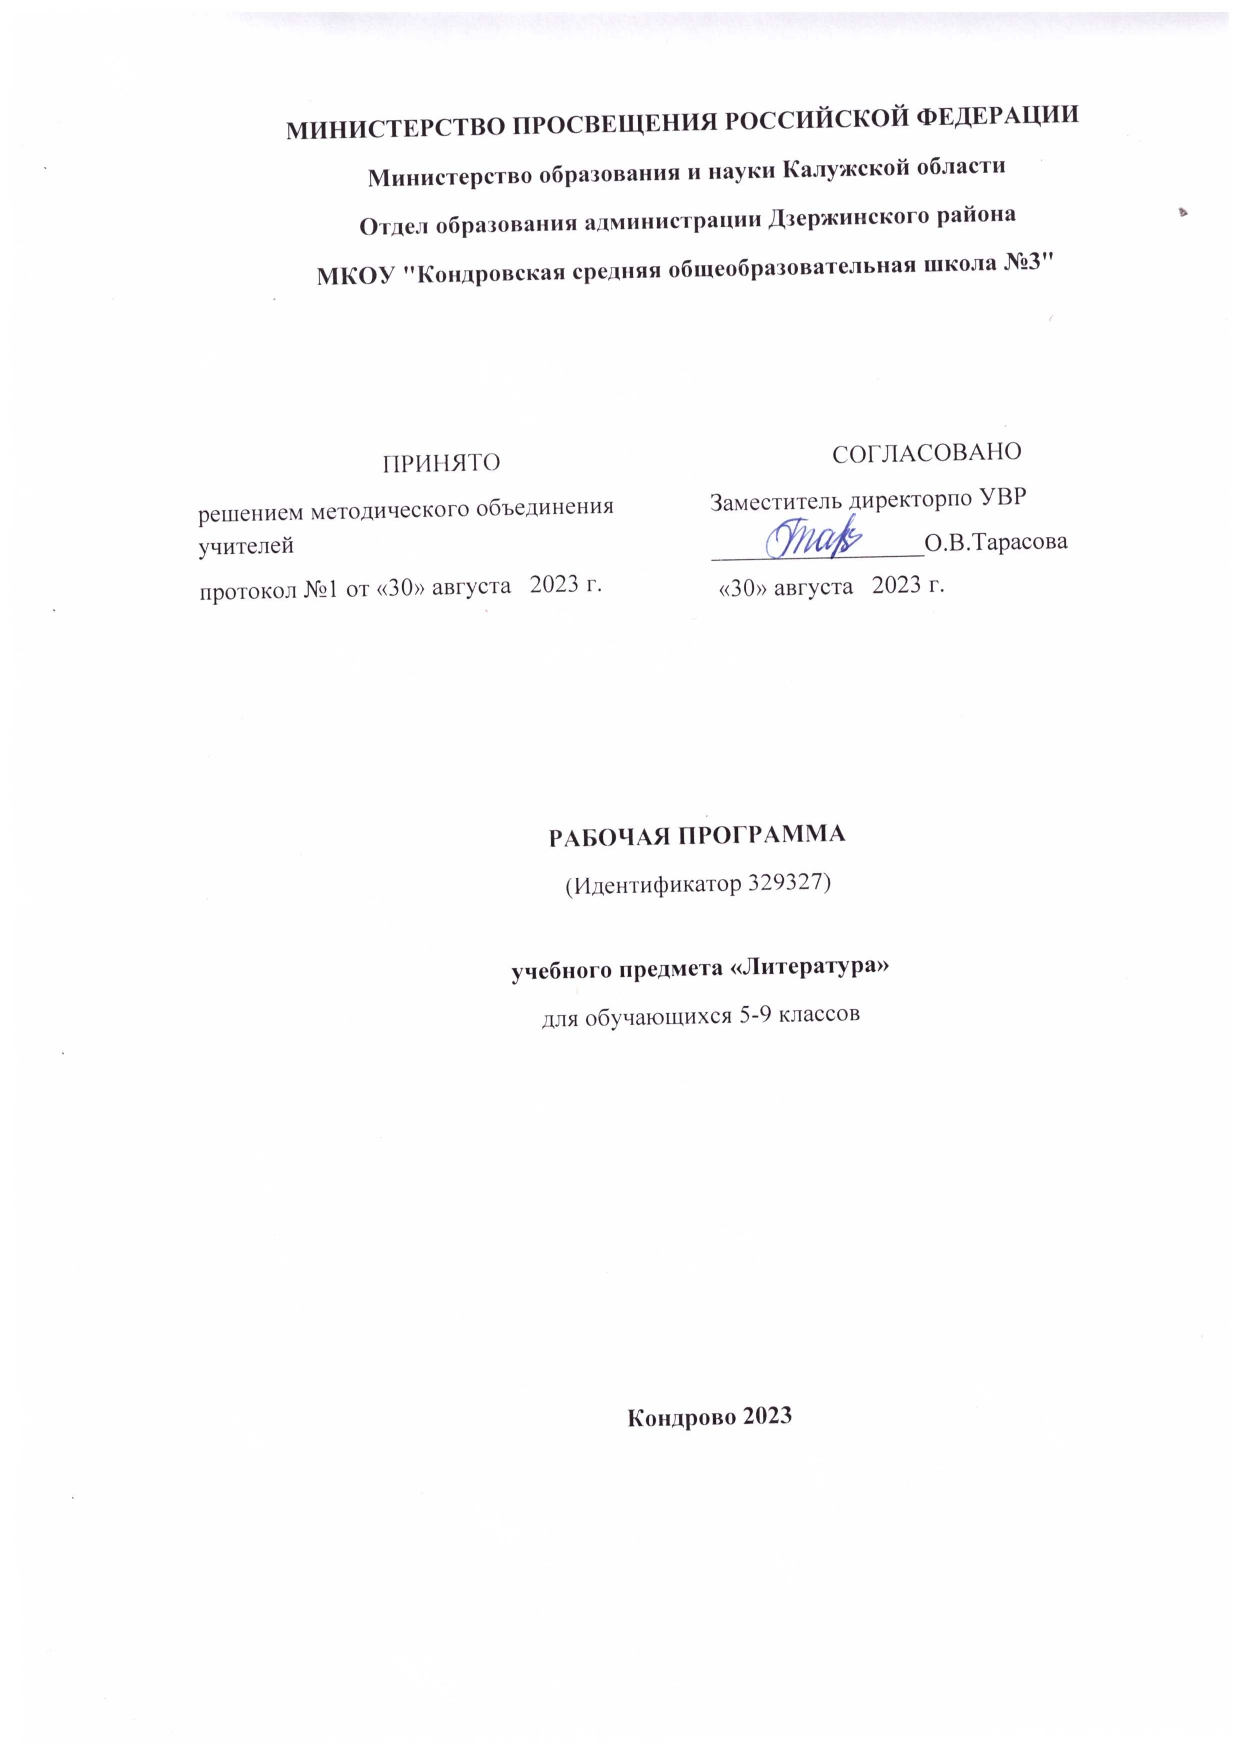 МИНИСТЕРСТВО ПРОСВЕЩЕНИЯ РОССИЙСКОЙ ФЕДЕРАЦИИ
Министерство образования и науки Калужской области
Отдел образования администрации Дзержинского района
МКОУ "Кондровская средняя общеобразовательная школа №3"
ПРИНЯТО
решением методического объединения
учителей
протокол №1 от «30» августа 2023 г.
СОГЛАСОВАНО
Заместитель директорпо УВР
О.В.Тарасова
«30» августа 2023 г.
РАБОЧАЯ ПРОГРАММА
(Идентификатор 329327)
учебного предмета «Литература»
для обучающихся 5-9 классов
Кондрово 2023